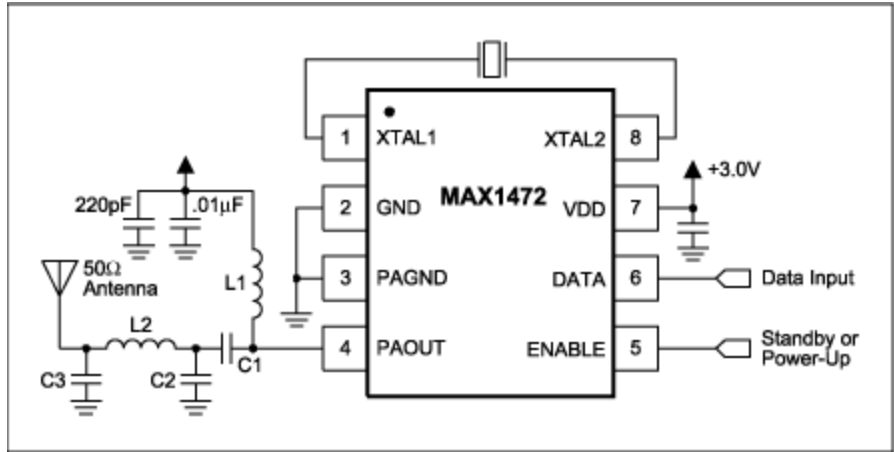 1
XTAL1
XTAL2
8
+3.0V
220pF
.01µF
2
GND
MAX1472
VDD
7
50Ω
Antenna
L1
3
PAGND
DATA
6
Data Input
L2
4
PAOUT
ENABLE
5
Standby or
Power-Up
C1
C3
C2